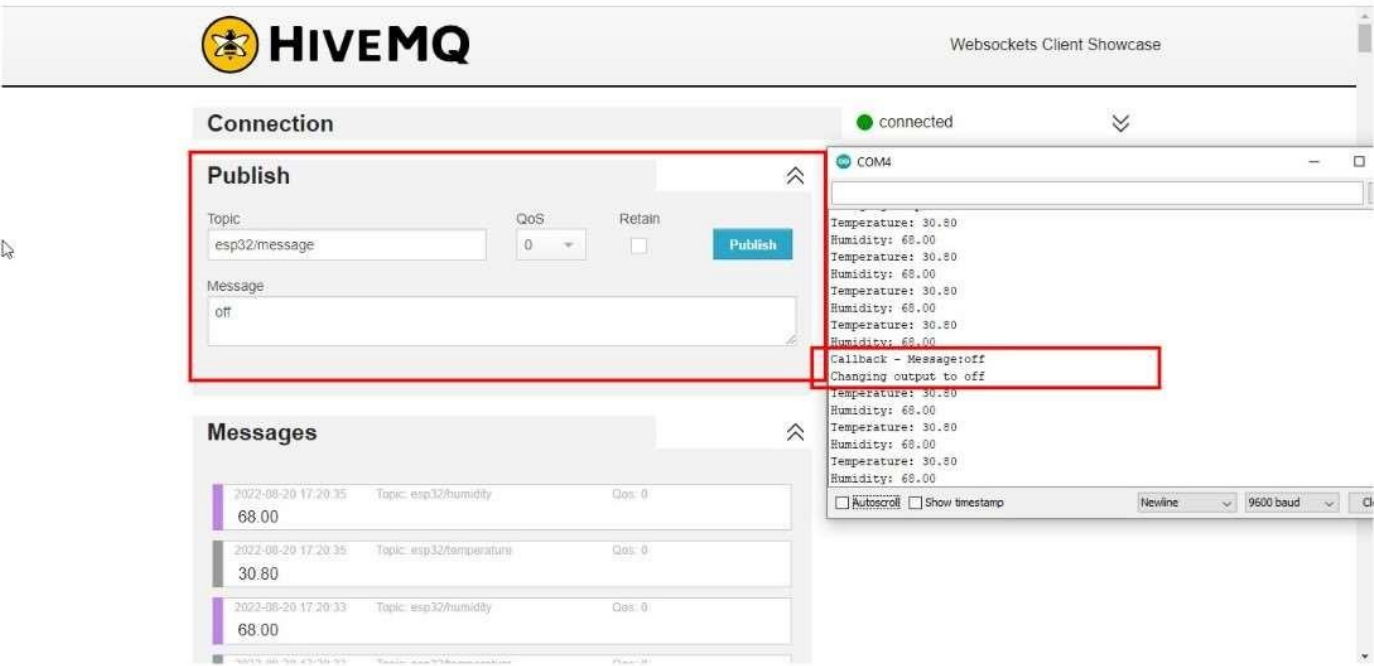 HIVEMQ
Websockets Client Showcase
Connection
connected
Publish
Topic
QoS
Retain
esp32/message
0
Publish
Message
off
Messages
2022-08-20 17:20:35 Topic: esp32/humidity Qos: 0
68.00
2022-08-20 17:20:35 Topic: esp32/temperature Qos: 0
30.80
2022-08-20 17:20:33 Topic: esp32/humidity Qos: 0
68.00
COM4
Temperature: 30.80
Humidity: 68.00
Temperature: 30.80
Humidity: 68.00
Temperature: 30.80
Humidity: 68.00
Temperature: 30.80
Humidity: 68.00
Callback - Message:off
Changing output to off
Temperature: 30.80
Humidity: 68.00
Temperature: 30.80
Humidity: 68.00
Temperature: 30.80
Humidity: 68.00
Autoscroll
Show timestamp
Newline
9600 baud